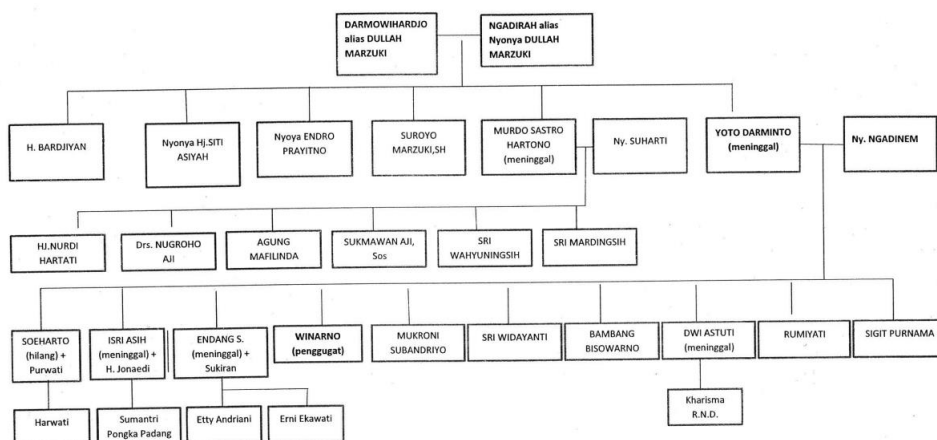 DARMOWIHARDJO
alias DULLAH
MARZUKI
NGADIRAH alias
Nyonya DULLAH
MARZUKI
H. BARDJIYAN
Nyonya Hj.SITI
ASIYAH
Nyoya ENDRO
PRAYITNO
SUROYO
MARZUKI,SH
MURDO SASTRO
HARTONO
(meninggal)
Ny. SUHARTI
YOTO DARMINTO
(meninggal)
Ny. NGADINEM
HJ.NURDI
HARTATI
Drs. NUGROHO
AJI
AGUNG
MAFILINDA
SUKMAWAN AJI,
Sos
SRI
WAHYUNINGSIH
SRI MARDINGSIH
SOEHARTO
(hilang) +
Purwati
ISRI ASIH
(meninggal) +
H. Jonaedi
ENDANG S.
(meninggal) +
Sukiran
WINARNO
(penggugat)
MUKRONI
SUBANDRIYO
SRI WIDAYANTI
BAMBANG
BISOWARNO
DWI ASTUTI
(meninggal)
RUMIYATI
SIGIT PURNAMA
Harwati
Sumantri
Pongka Padang
Etty Andriani
Erni Ekawati
Kharisma
R.N.D.